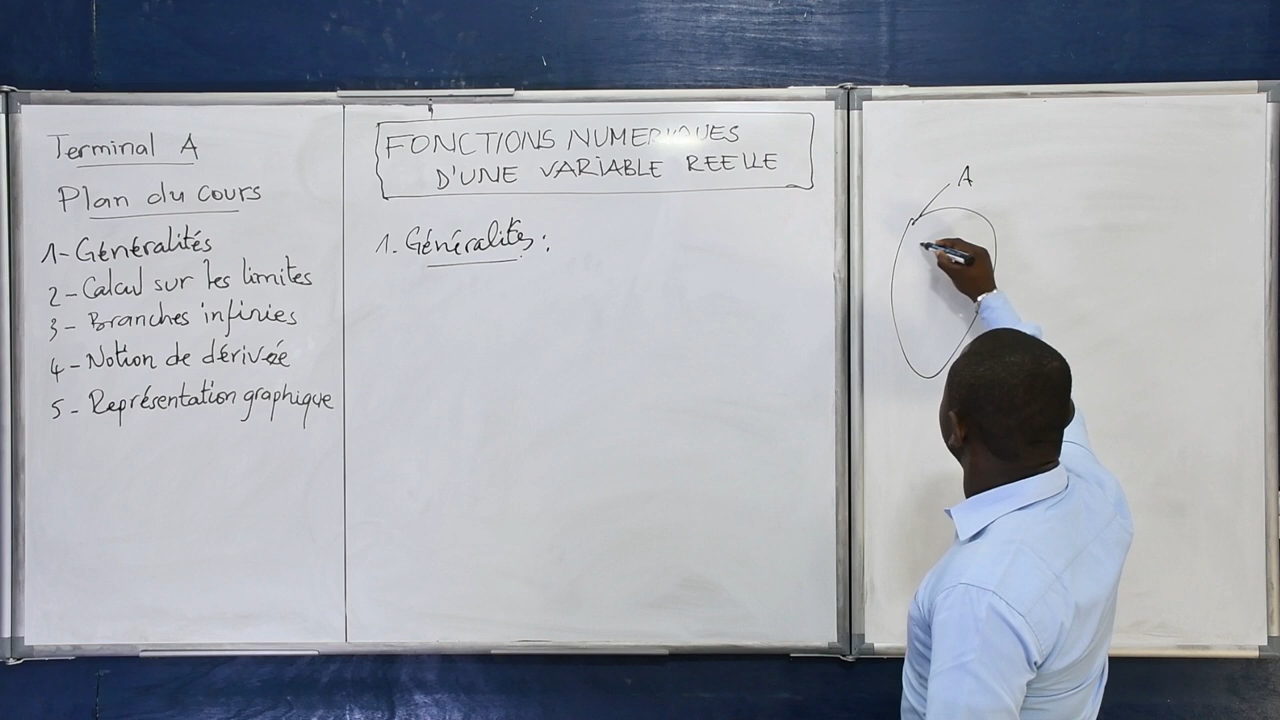 Terminal A
Plan du cours
1- Généralités
2 - Calcul sur les limites
3 - Branches infinies
4 - Notion de dérivée
5 - Représentation graphique
FONCTIONS NUMERIQUES
D'UNE VARIABLE REELLE
1. Généralités :
A